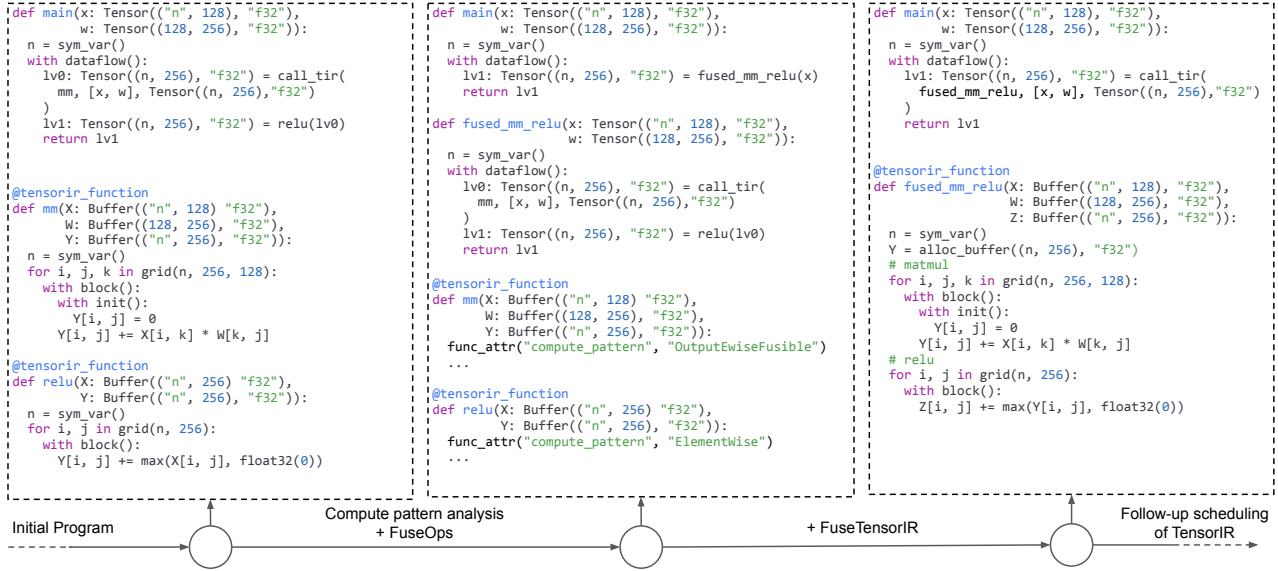 def main(x: Tensor(("n", 128) "f32"),
         w: Tensor((128, 256), "f32")):
  n = sym_var()
  with dataflow():
    lv0: Tensor((n, 256), "f32") = call_tir(
      mm, [x, w], Tensor((n, 256),"f32")
    )
    lv1: Tensor((n, 256), "f32") = relu(lv0)
    return lv1
@tensorir_function
def mm(X: Buffer(("n", 128) "f32"),
       W: Buffer((128, 256), "f32"),
       Y: Buffer(("n", 256), "f32")):
  n = sym_var()
  for i, j, k in grid(n, 256, 128):
    with block():
      with init():
        Y[i, j] = 0
      Y[i, j] += X[i, k] * W[k, j]
@tensorir_function
def relu(X: Buffer(("n", 256) "f32"),
         Y: Buffer(("n", 256), "f32")):
  n = sym_var()
  for i, j in grid(n, 256):
    with block():
      Y[i, j] += max(X[i, j], float32(0))
def main(x: Tensor(("n", 128), "f32"),
         w: Tensor((128, 256), "f32")):
  n = sym_var()
  with dataflow():
    lv1: Tensor((n, 256), "f32") = fused_mm_relu(x)
    return lv1
def fused_mm_relu(x: Tensor(("n", 128), "f32"),
                  w: Tensor((128, 256), "f32")):
  n = sym_var()
  with dataflow():
    lv0: Tensor((n, 256), "f32") = call_tir(
      mm, [x, w], Tensor((n, 256),"f32")
    )
    lv1: Tensor((n, 256), "f32") = relu(lv0)
    return lv1
@tensorir_function
def mm(X: Buffer(("n", 128) "f32"),
       W: Buffer((128, 256), "f32"),
       Y: Buffer(("n", 256), "f32")):
  func_attr("compute_pattern", "OutputEwiseFusible")
  ...
@tensorir_function
def relu(X: Buffer(("n", 256) "f32"),
         Y: Buffer(("n", 256), "f32")):
  func_attr("compute_pattern", "ElementWise")
  ...
def main(x: Tensor(("n", 128), "f32"),
         w: Tensor((128, 256), "f32")):
  n = sym_var()
  with dataflow():
    lv1: Tensor((n, 256), "f32") = call_tir(
      fused_mm_relu, [x, w], Tensor((n, 256),"f32")
    )
    return lv1
@tensorir_function
def fused_mm_relu(X: Buffer(("n", 128), "f32"),
                  W: Buffer((128, 256), "f32"),
                  Z: Buffer(("n", 256), "f32")):
  n = sym_var()
  Y = alloc_buffer((n, 256), "f32")
  # matmul
  for i, j, k in grid(n, 256, 128):
    with block():
      with init():
        Y[i, j] = 0
      Y[i, j] += X[i, k] * W[k, j]
  # relu
  for i, j in grid(n, 256):
    with block():
      Z[i, j] += max(Y[i, j], float32(0))
Initial Program
Compute pattern analysis
+ FuseOps
+ FuseTensorIR
Follow-up scheduling
of TensorIR